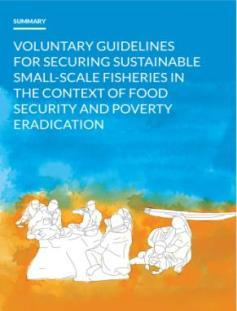 SUMMARY
VOLUNTARY GUIDELINES
FOR SECURING SUSTAINABLE
SMALL-SCALE FISHERIES IN
THE CONTEXT OF FOOD
SECURITY AND POVERTY
ERADICATION